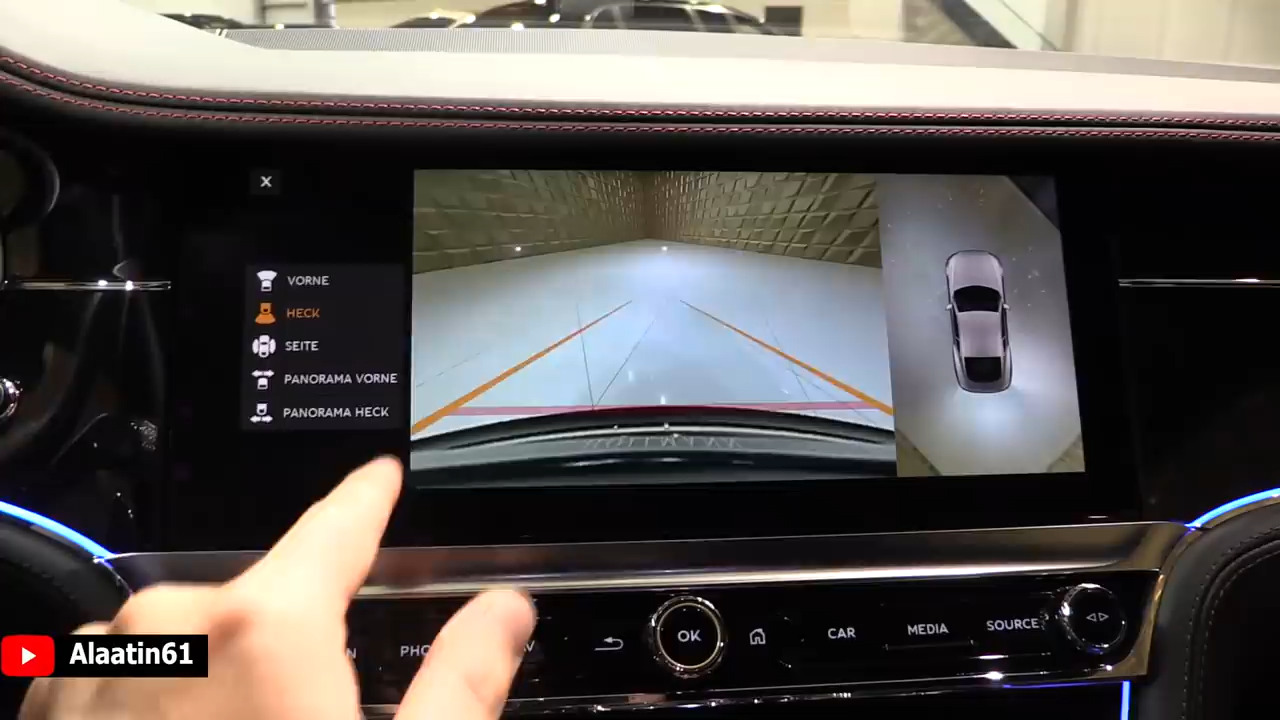 X
VORNE
HECK
SEITE
PANORAMA VORNE
PANORAMA HECK
OK
CAR
MEDIA
SOURCE
Alaatin61